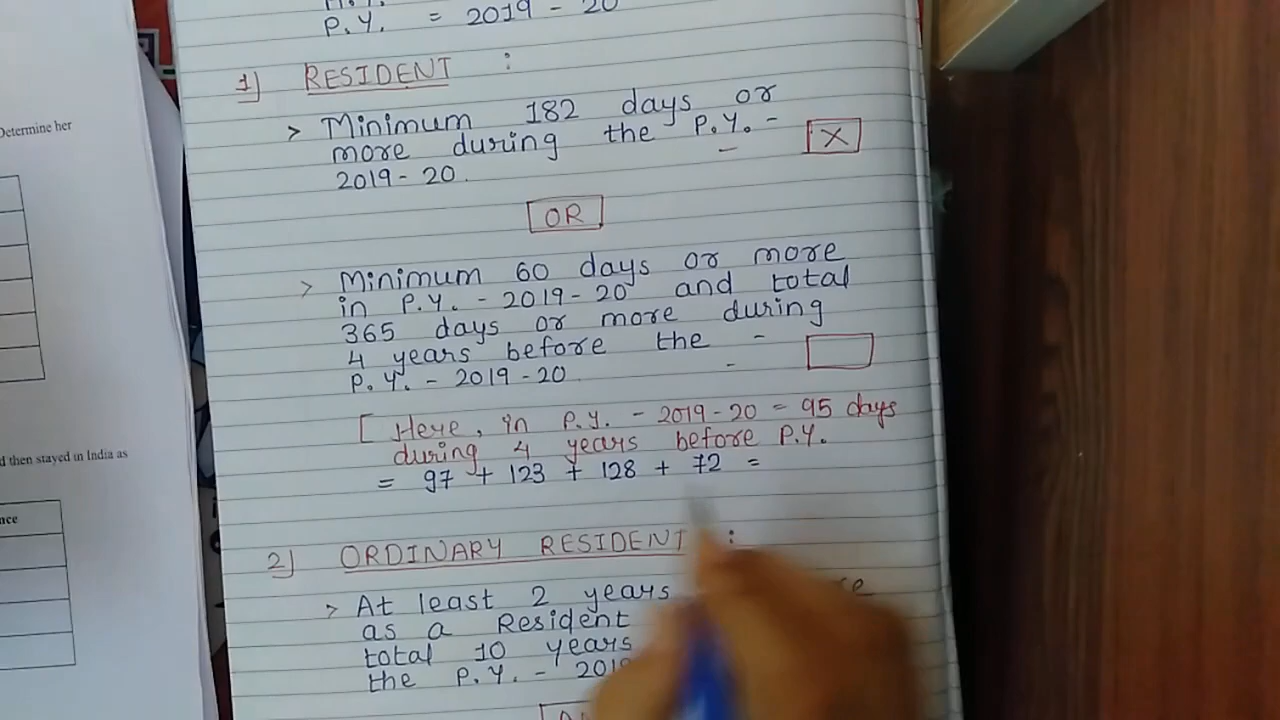 P.Y. = 2019 - 20
1) RESIDENT :
> Minimum 182 days or
more during the P.Y. -
2019 - 20.
X
OR
> Minimum 60 days or more
in P.Y. - 2019 - 20 and total
365 days or more during
4 years before the -
P.Y. - 2019 - 20
[ Here, in P.Y. - 2019 - 20 = 95 days
during 4 years before P.Y.
= 97 + 123 + 128 + 72 =
2) ORDINARY RESIDENT :
> At least 2 years
as a Resident
total 10 years
the P.Y. - 2019
Determine her
d then stayed in India as
nce